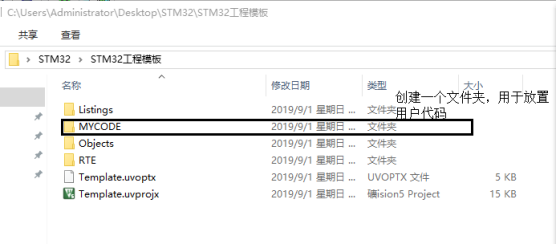 C:\Users\Administrator\Desktop\STM32\STM32工程模板
共享 查看
STM32 > STM32工程模板
名称 修改日期 类型 大小
创建一个文件夹，用于放置
用户代码
Listings 2019/9/1 星期日 ... 文件夹
MYCODE 2019/9/1 星期日 ... 文件夹
Objects 2019/9/1 星期日 ... 文件夹
RTE 2019/9/1 星期日 ... 文件夹
Template.uvoptx 2019/9/1 星期日 ... UVOPTX 文件 5 KB
Template.uvprojx 2019/9/1 星期日 ... 礦ision5 Project 15 KB